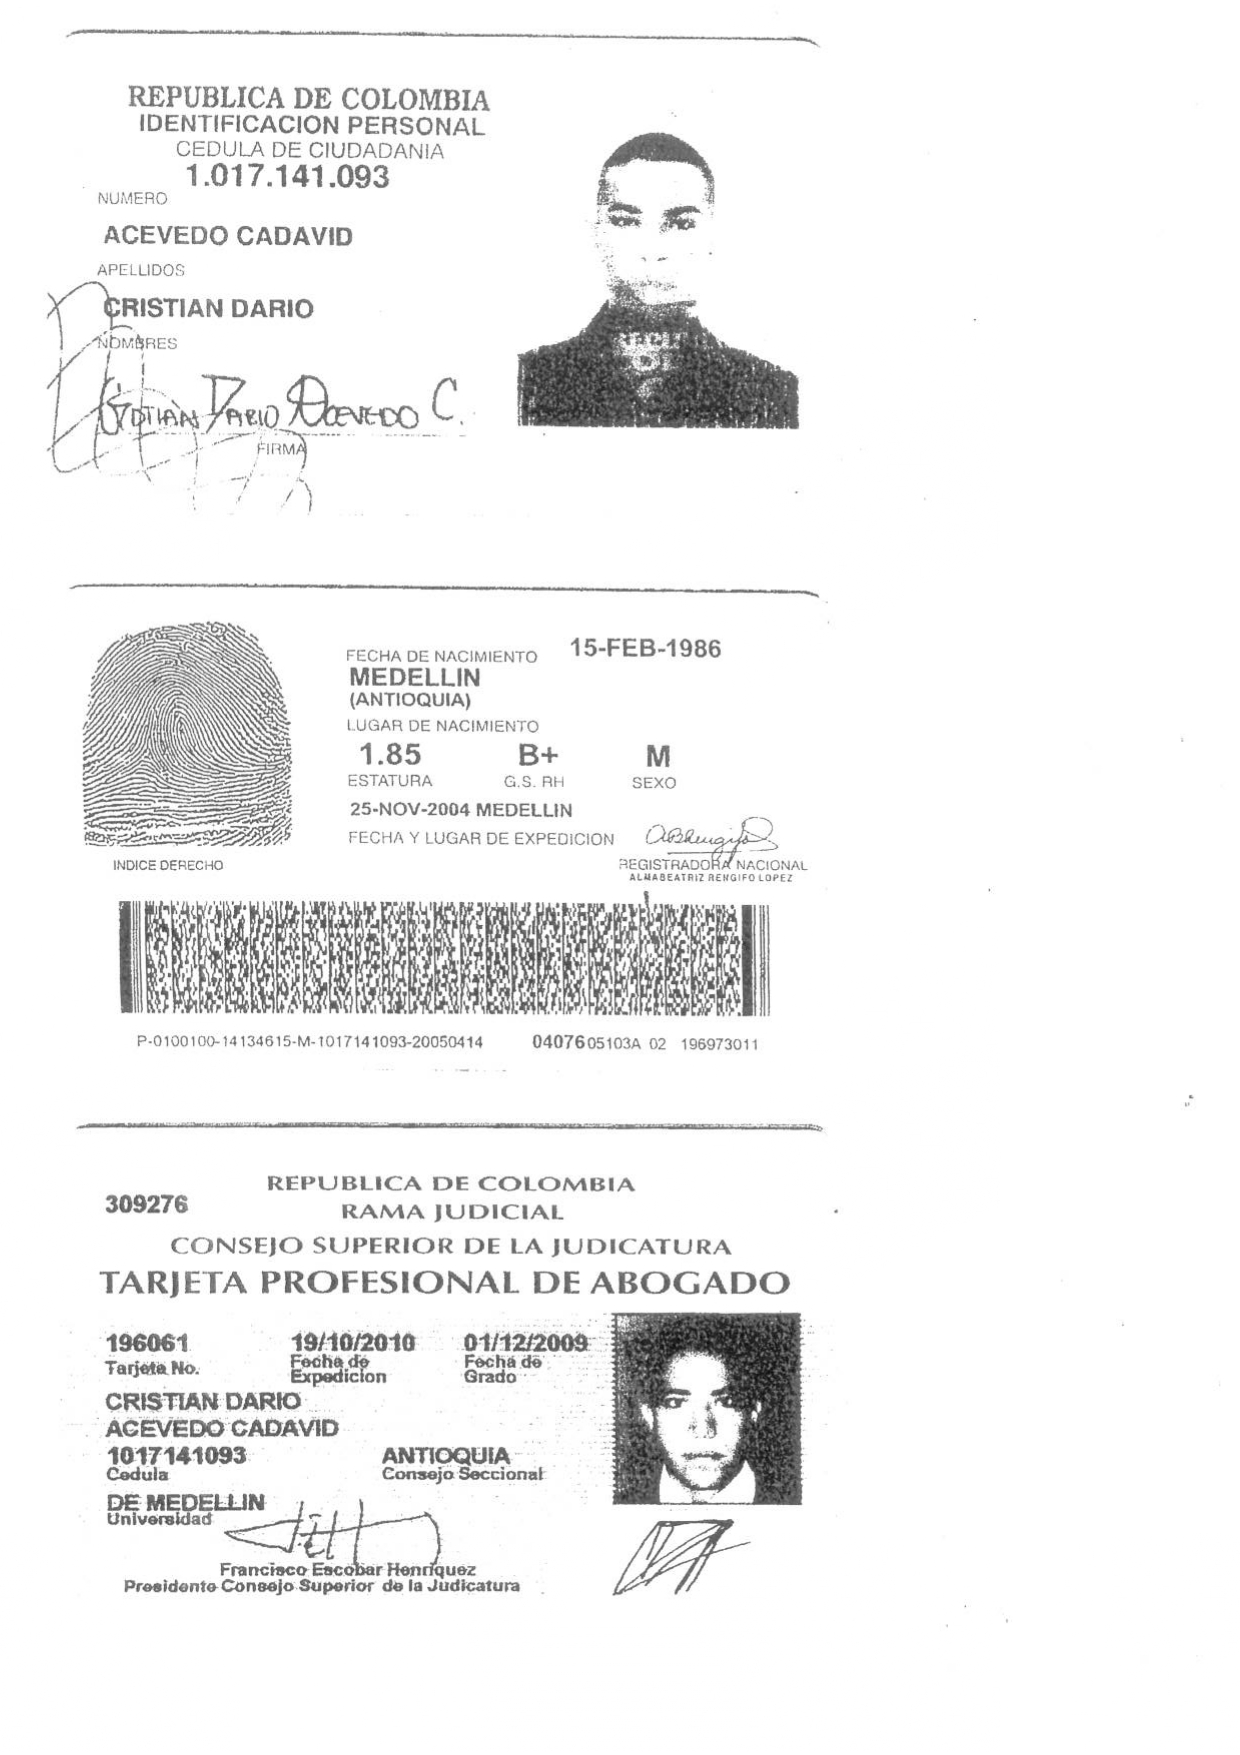 REPUBLICA DE COLOMBIA
IDENTIFICACION PERSONAL
CEDULA DE CIUDADANIA
1.017.141.093
NUMERO
ACEVEDO CADAVID
APELLIDOS
CRISTIAN DARIO
NOMBRES
CRISTIAN DARIO ACEVEDO C.
FIRMA
FECHA DE NACIMIENTO 15-FEB-1986
MEDELLIN
(ANTIOQUIA)
LUGAR DE NACIMIENTO
1.85 B+ M
ESTATURA G.S. RH SEXO
25-NOV-2004 MEDELLIN
FECHA Y LUGAR DE EXPEDICION
INDICE DERECHO
REGISTRADORA NACIONAL
ALMABEATRIZ RENGIFO LOPEZ
P-0100100-14134615-M-1017141093-20050414 0407605103A 02 196973011
REPUBLICA DE COLOMBIA
309276
RAMA JUDICIAL
CONSEJO SUPERIOR DE LA JUDICATURA
TARJETA PROFESIONAL DE ABOGADO
196061 19/10/2010 01/12/2009
Tarjeta No. Fecha de Expedicion Fecha de Grado
CRISTIAN DARIO
ACEVEDO CADAVID
1017141093 ANTIOQUIA
Cedula Consejo Seccional
DE MEDELLIN
Universidad
Francisco Escobar Henriquez
Presidente Consejo Superior de la Judicatura